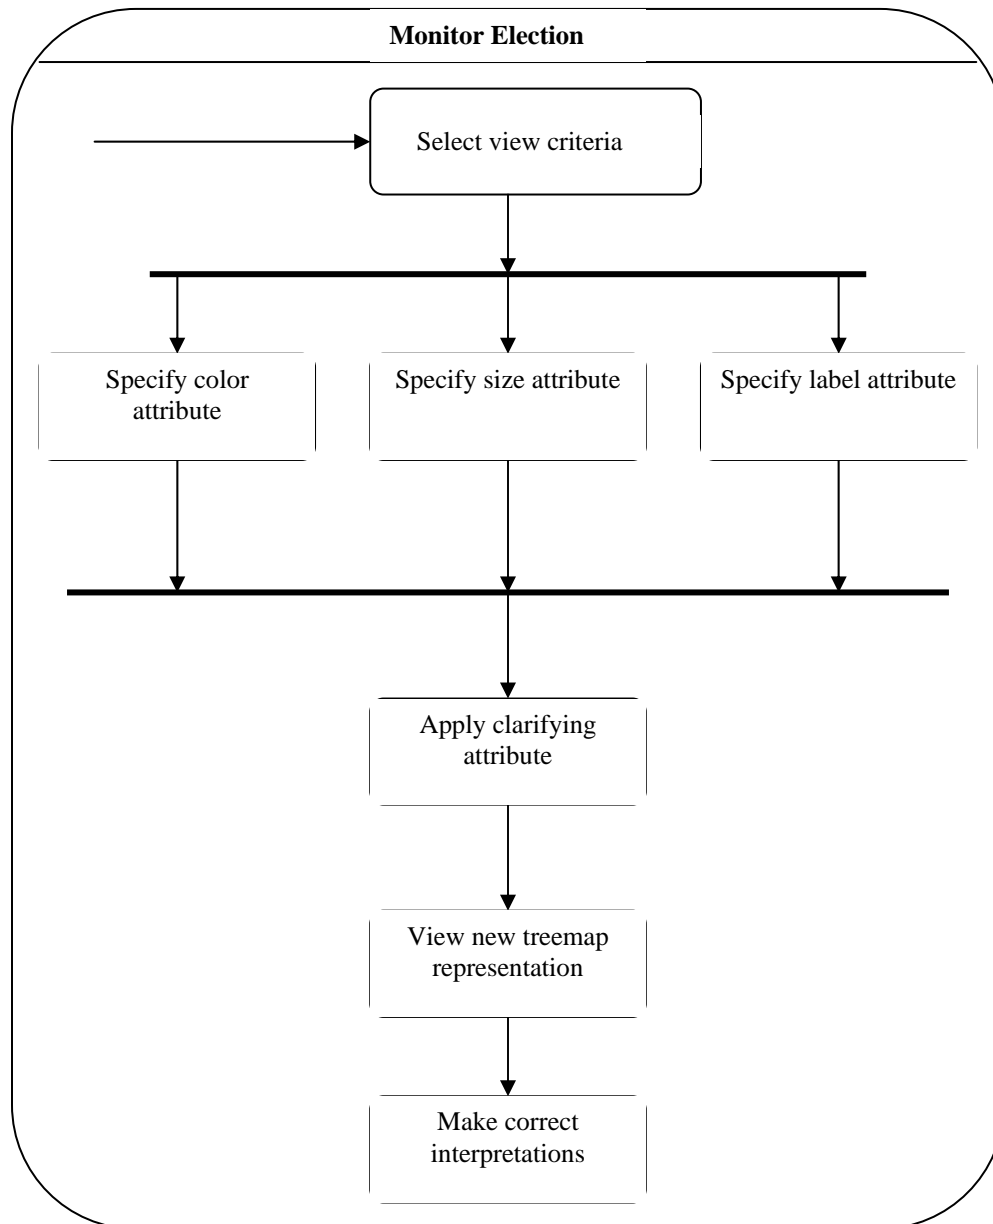 Monitor Election
Select view criteria
Specify color
attribute
Specify size attribute
Specify label attribute
Apply clarifying
attribute
View new treemap
representation
Make correct
interpretations